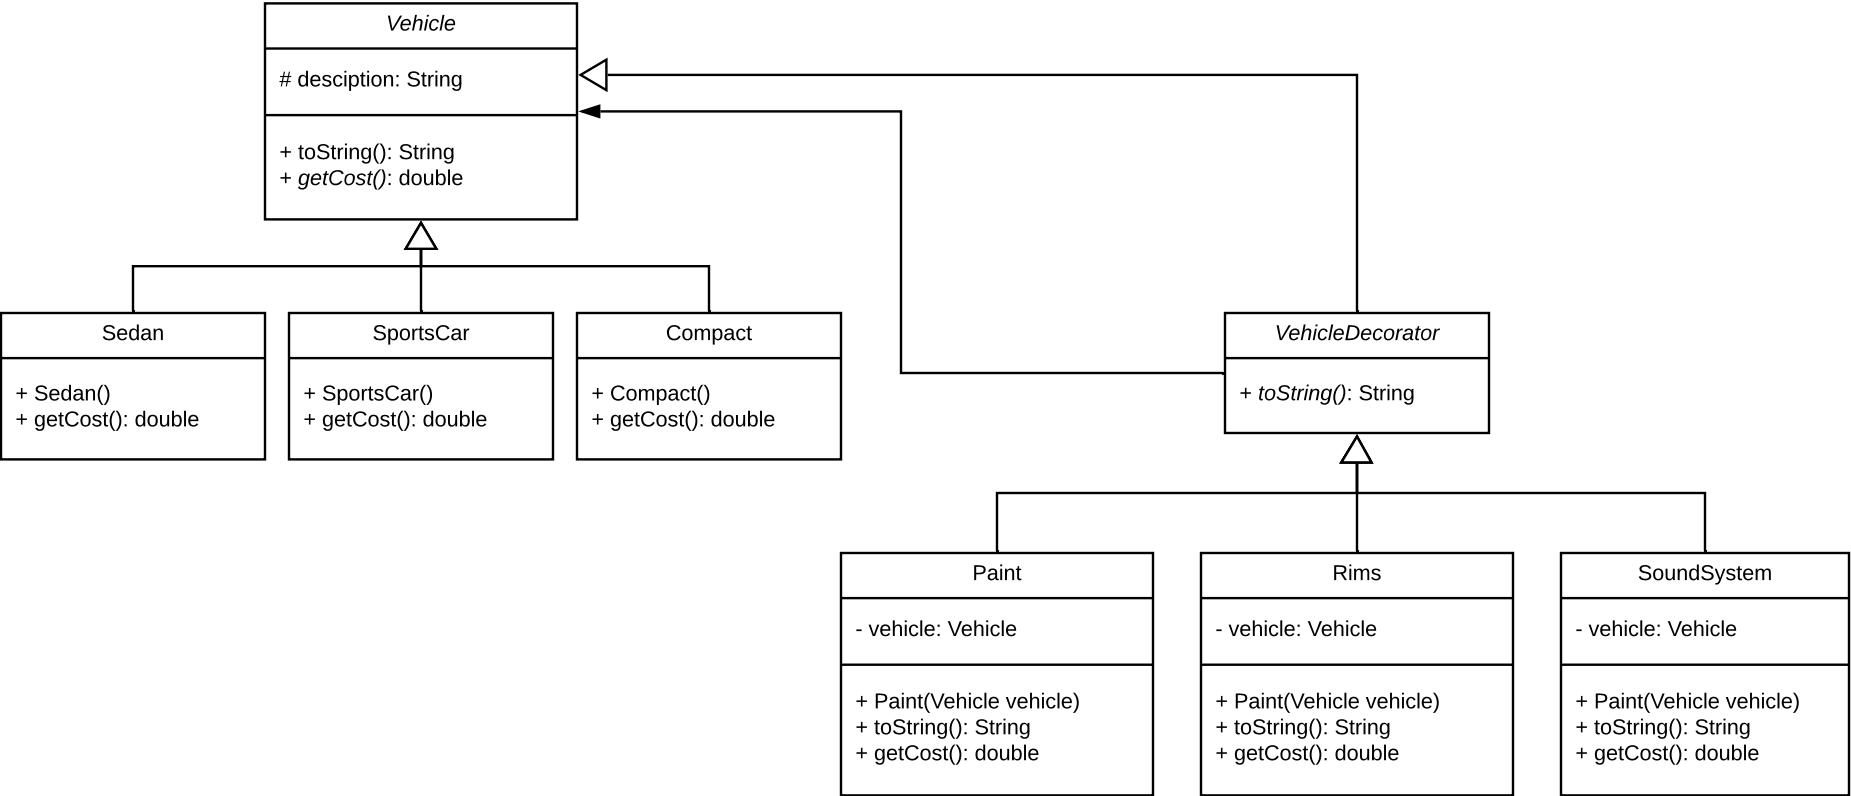 Vehicle
# desciption: String
+ toString(): String
+ getCost(): double
Sedan
+ Sedan()
+ getCost(): double
SportsCar
+ SportsCar()
+ getCost(): double
Compact
+ Compact()
+ getCost(): double
VehicleDecorator
+ toString(): String
Paint
- vehicle: Vehicle
+ Paint(Vehicle vehicle)
+ toString(): String
+ getCost(): double
Rims
- vehicle: Vehicle
+ Paint(Vehicle vehicle)
+ toString(): String
+ getCost(): double
SoundSystem
- vehicle: Vehicle
+ Paint(Vehicle vehicle)
+ toString(): String
+ getCost(): double